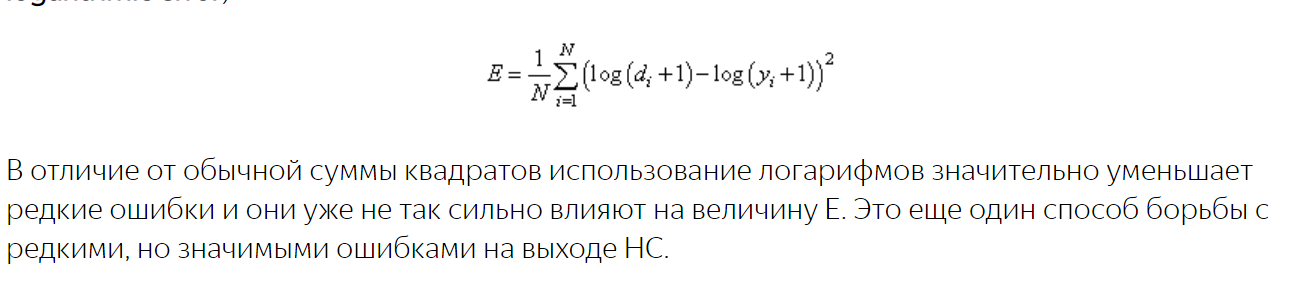 E = 1/N ∑ i=1 N (log(d_i + 1) − log(y_i + 1))^2
В отличие от обычной суммы квадратов использование логарифмов значительно уменьшает
редкие ошибки и они уже не так сильно влияют на величину E. Это еще один способ борьбы с
редкими, но значимыми ошибками на выходе НС.